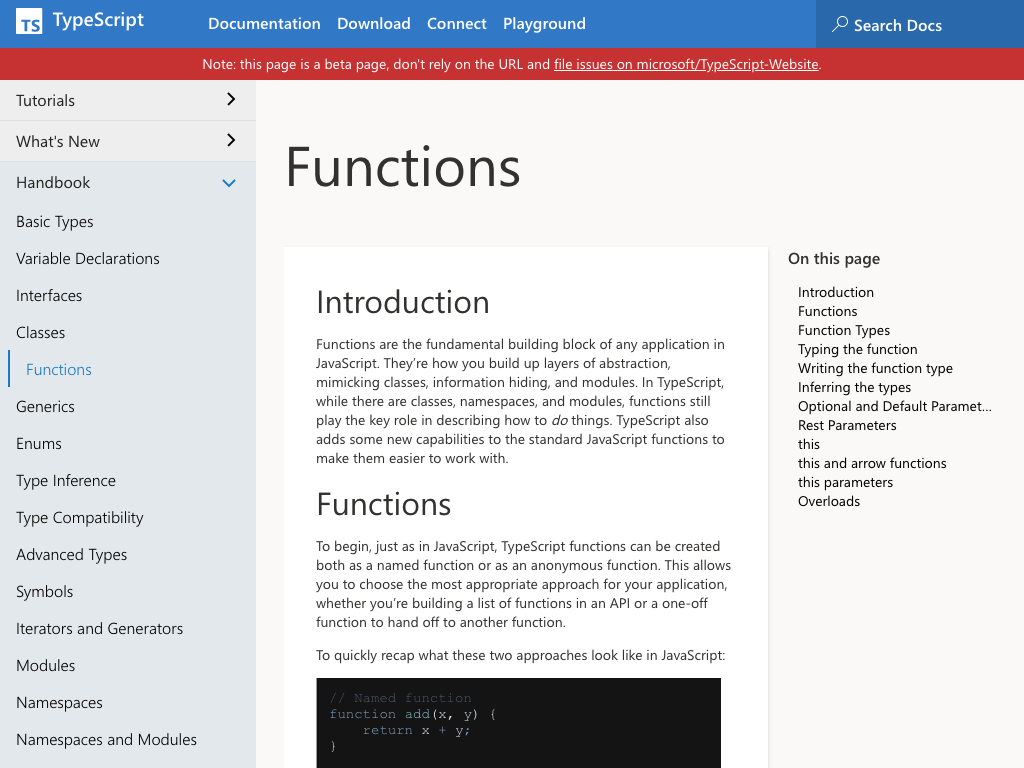 TS TypeScript
Documentation Download Connect Playground
Search Docs
Note: this page is a beta page, don't rely on the URL and file issues on microsoft/TypeScript-Website.
Tutorials
What's New
Handbook
Basic Types
Variable Declarations
Interfaces
Classes
Functions
Generics
Enums
Type Inference
Type Compatibility
Advanced Types
Symbols
Iterators and Generators
Modules
Namespaces
Namespaces and Modules
Functions
Introduction
Functions are the fundamental building block of any application in
JavaScript. They’re how you build up layers of abstraction,
mimicking classes, information hiding, and modules. In TypeScript,
while there are classes, namespaces, and modules, functions still
play the key role in describing how to do things. TypeScript also
adds some new capabilities to the standard JavaScript functions to
make them easier to work with.
Functions
To begin, just as in JavaScript, TypeScript functions can be created
both as a named function or as an anonymous function. This allows
you to choose the most appropriate approach for your application,
whether you’re building a list of functions in an API or a one-off
function to hand off to another function.
To quickly recap what these two approaches look like in JavaScript:
// Named function
function add(x, y) {
    return x + y;
}
On this page
Introduction
Functions
Function Types
Typing the function
Writing the function type
Inferring the types
Optional and Default Paramet...
Rest Parameters
this
this and arrow functions
this parameters
Overloads